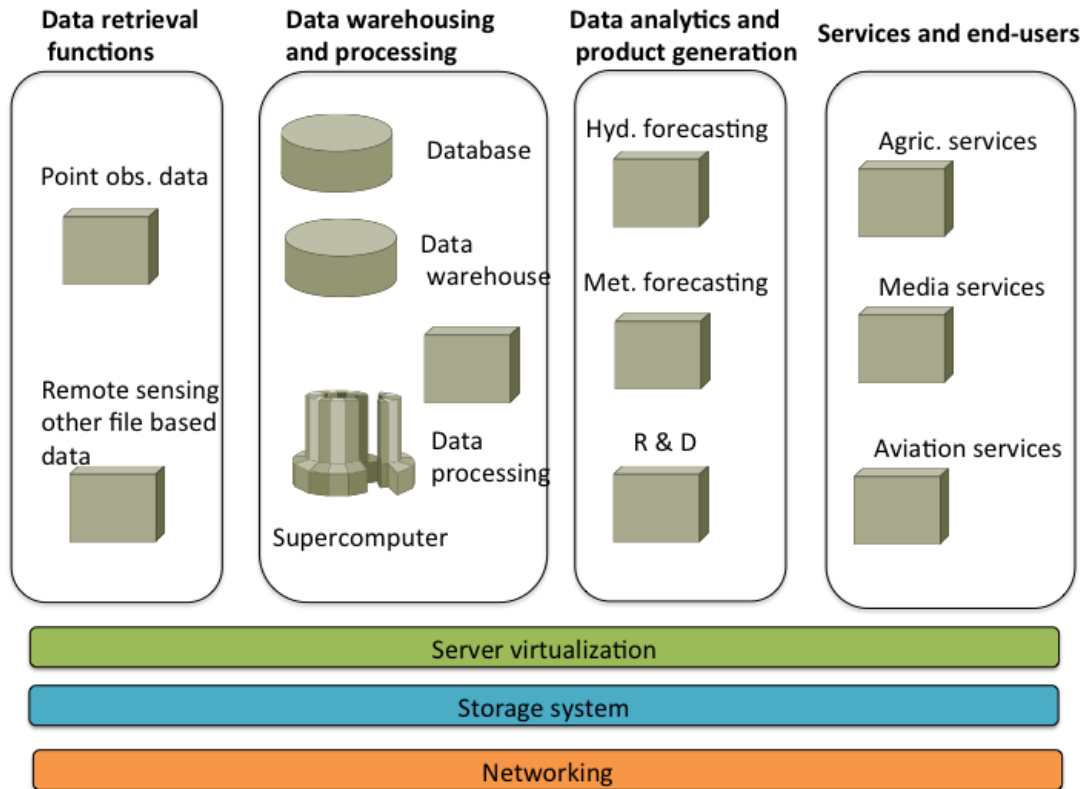 Data retrieval
functions
Data warehousing
and processing
Data analytics and
product generation
Services and end-users
Point obs. data
Remote sensing
other file based
data
Database
Data
warehouse
Data
processing
Supercomputer
Hyd. forecasting
Met. forecasting
R & D
Agric. services
Media services
Aviation services
Server virtualization
Storage system
Networking